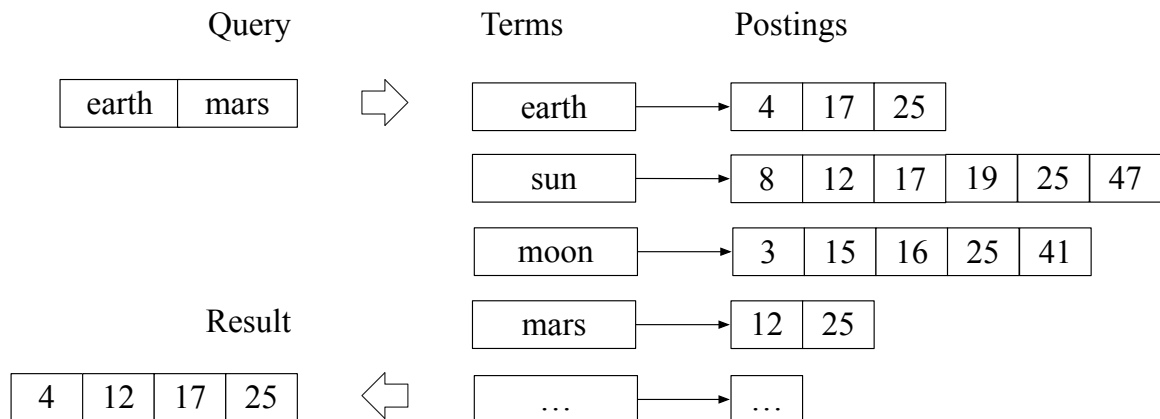 Query Terms Postings
earth mars earth 4 17 25
sun 8 12 17 19 25 47
moon 3 15 16 25 41
Result mars 12 25
4 12 17 25 … …